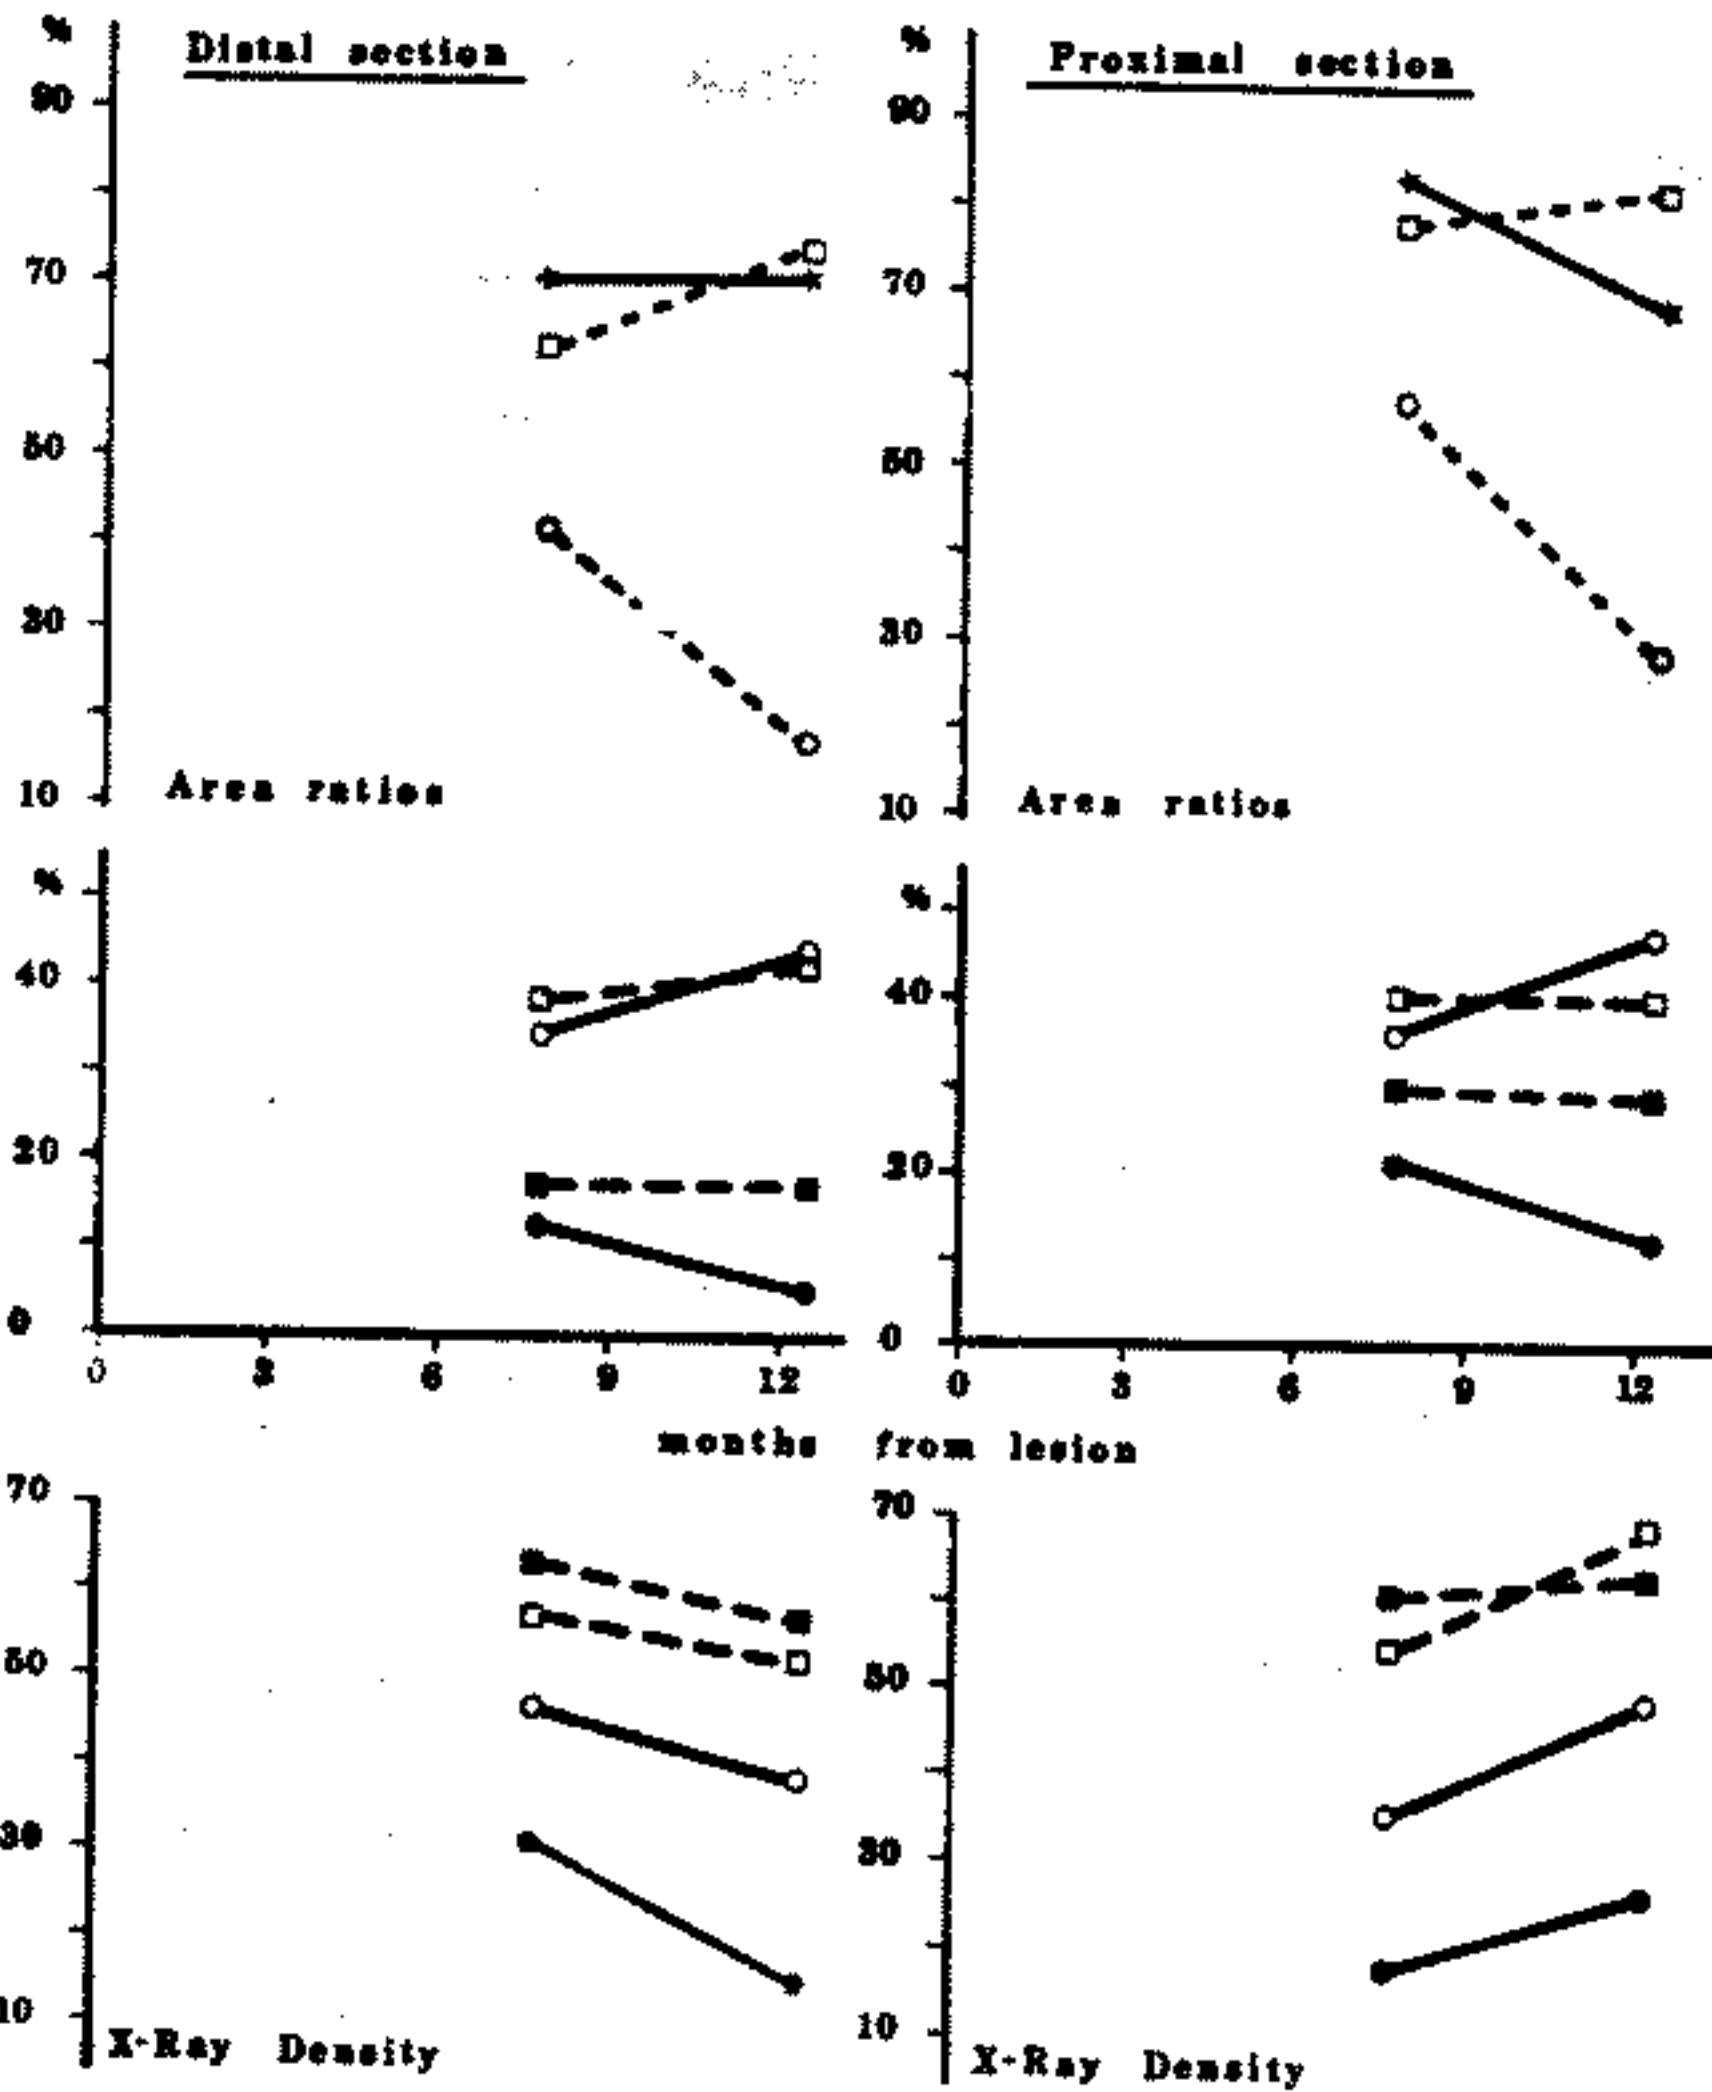 % Distal section % Proximal section
90 90
70 70
50 50
30 30
10 Area ratios 10 Area ratios
% %
40 40
20 20
0 0
0 3 6 9 12 0 3 6 9 12
months from lesion
70 70
50 50
30 30
10 X-Ray Density 10 X-Ray Density